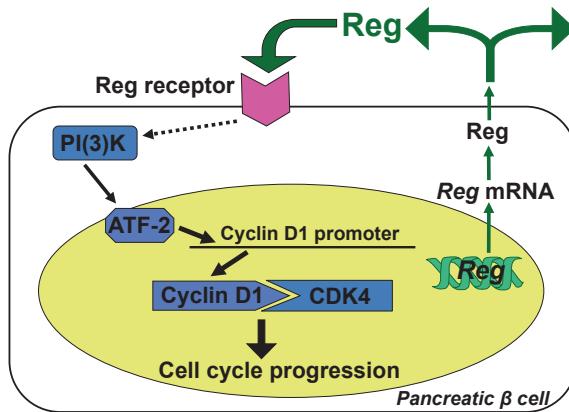 Reg
Reg receptor
PI(3)K
Reg
Reg mRNA
ATF-2
Cyclin D1 promoter
Reg
Cyclin D1
CDK4
Cell cycle progression
Pancreatic β cell